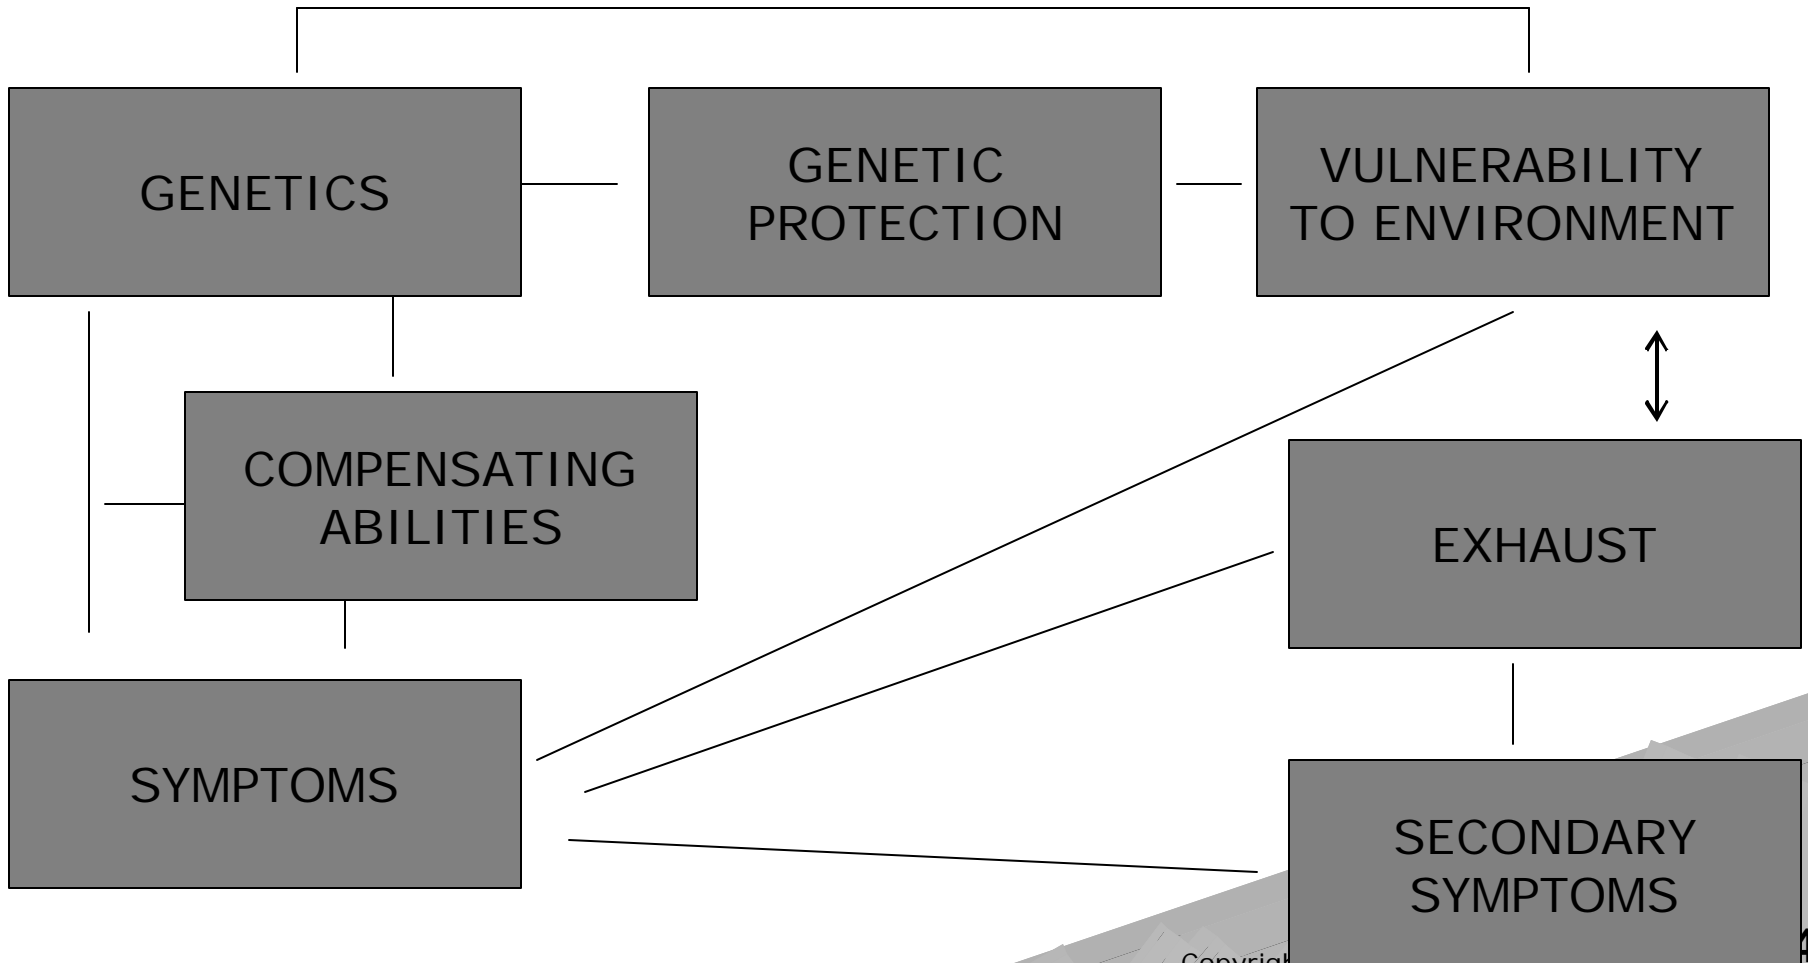 GENETICS
GENETIC
PROTECTION
VULNERABILITY
TO ENVIRONMENT
COMPENSATING
ABILITIES
EXHAUST
SYMPTOMS
SECONDARY
SYMPTOMS